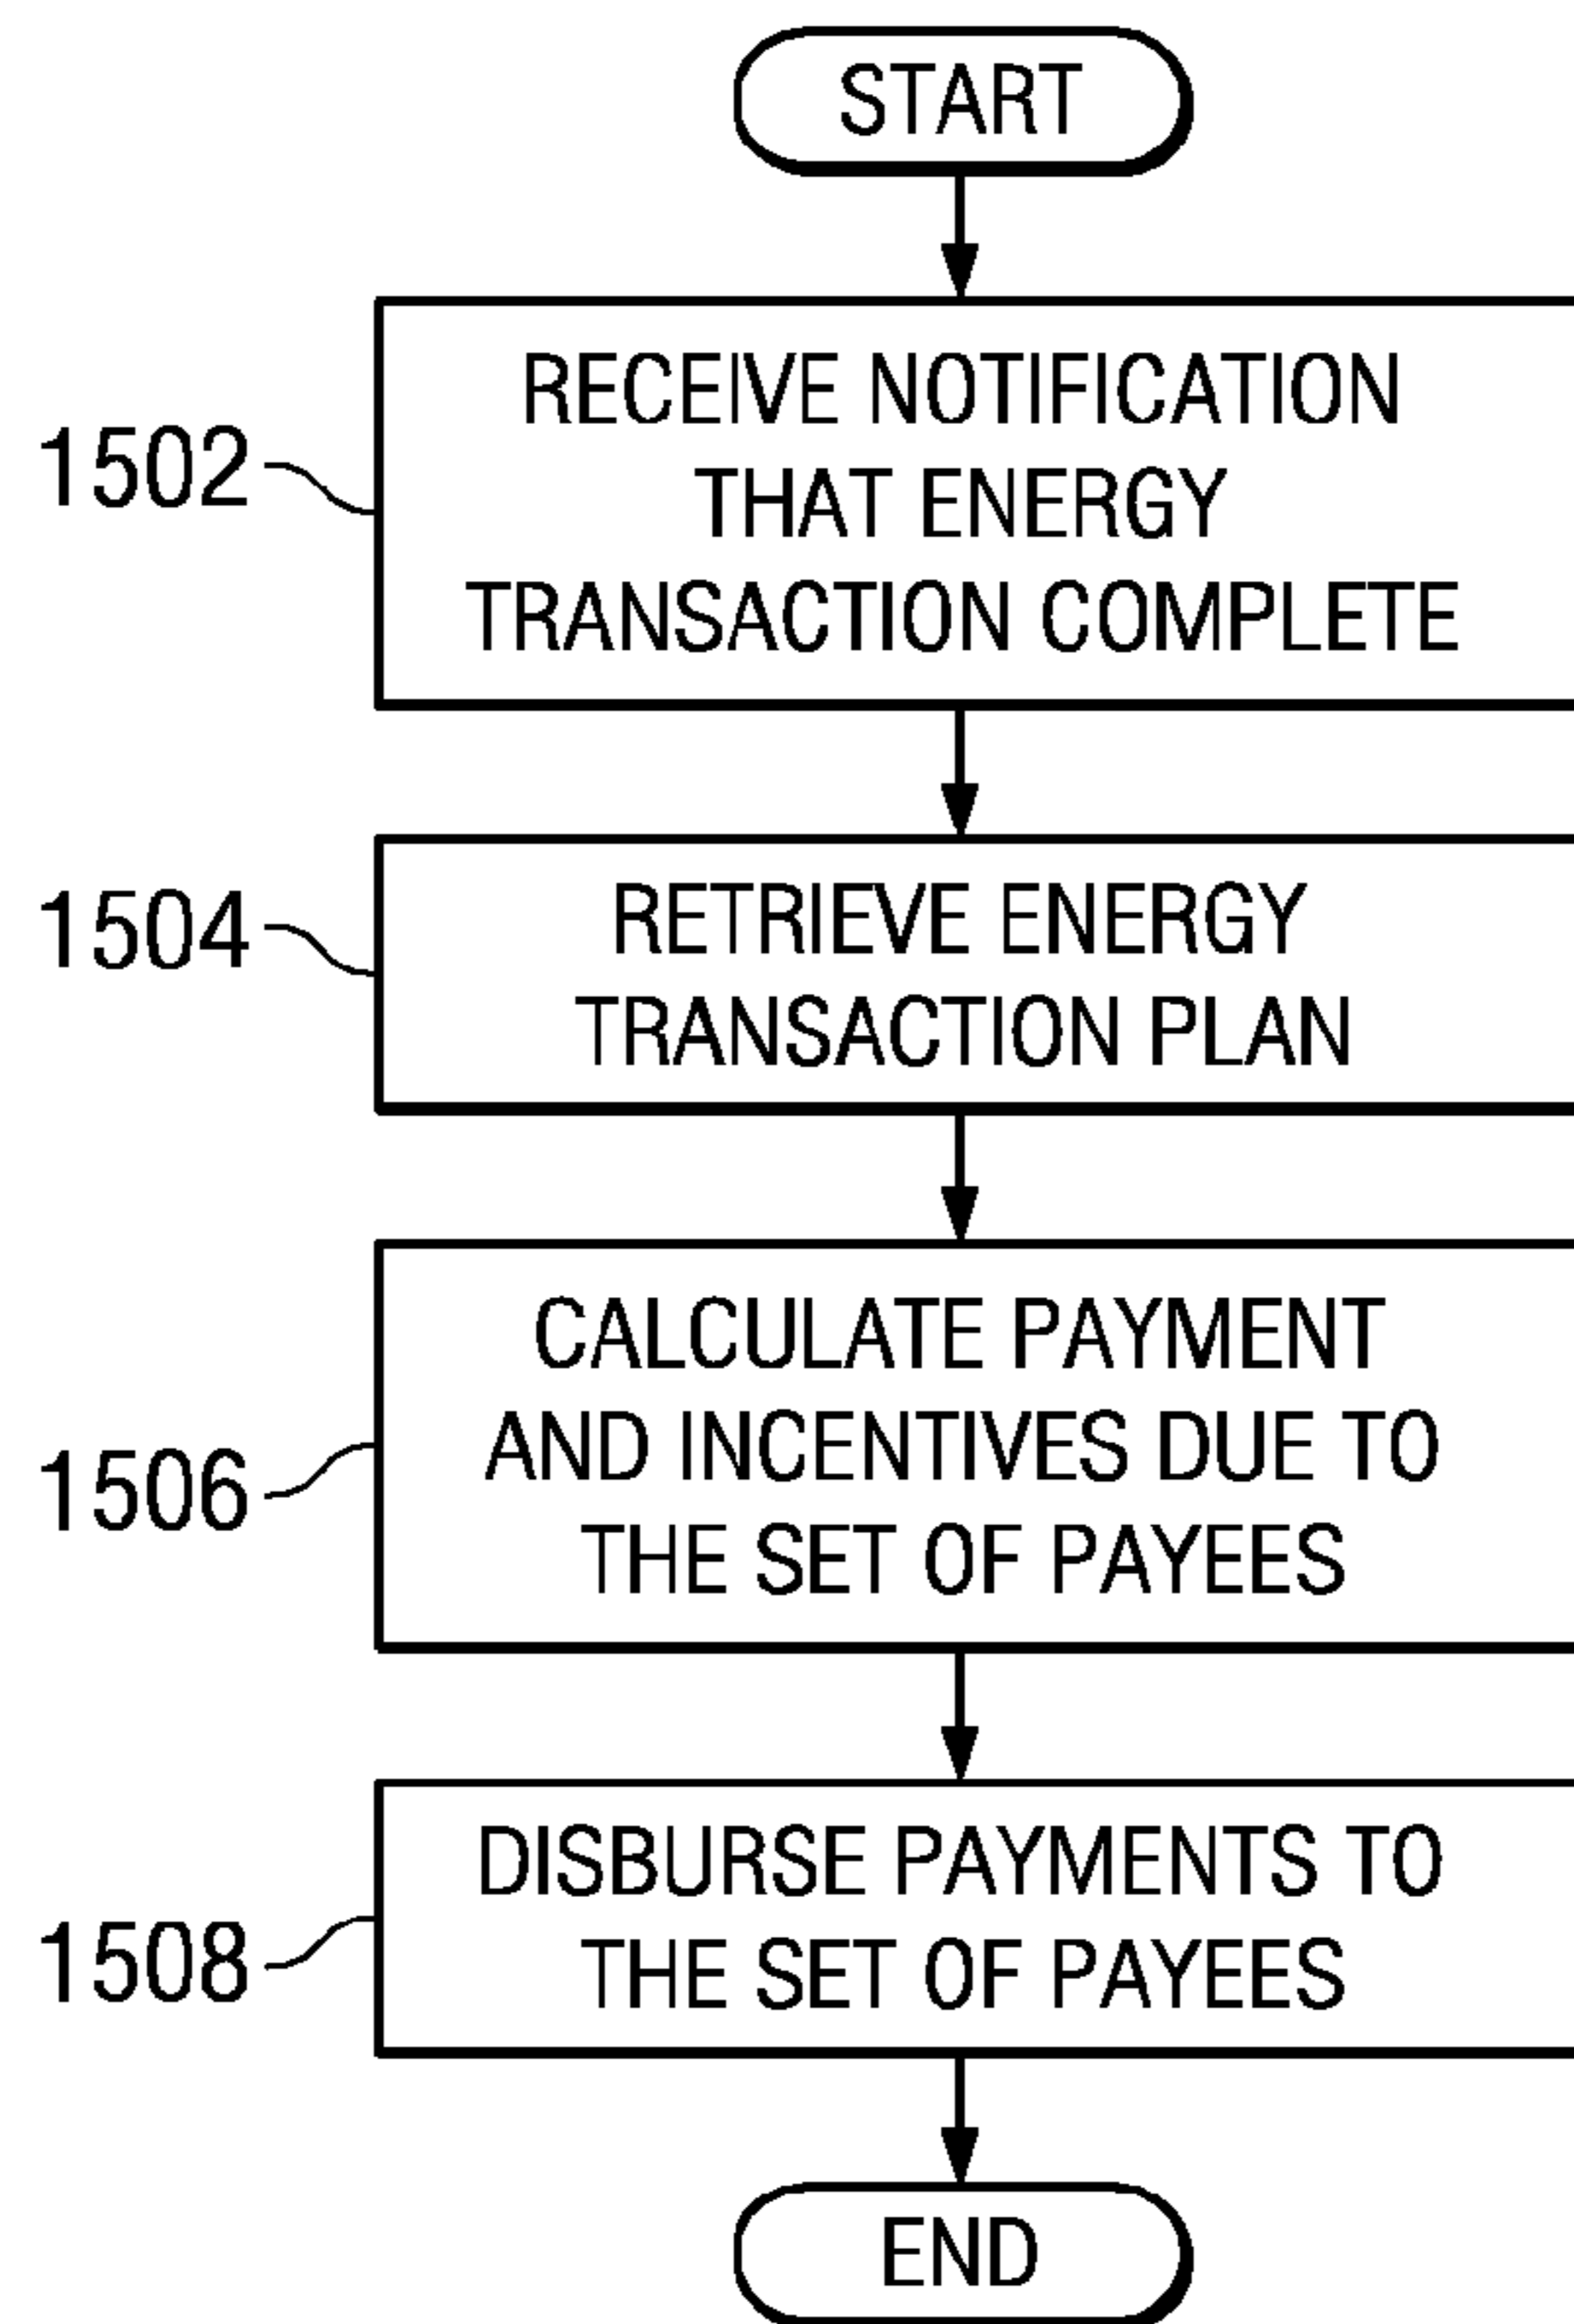 START
1502
RECEIVE NOTIFICATION
THAT ENERGY
TRANSACTION COMPLETE
1504
RETRIEVE ENERGY
TRANSACTION PLAN
1506
CALCULATE PAYMENT
AND INCENTIVES DUE TO
THE SET OF PAYEES
1508
DISBURSE PAYMENTS TO
THE SET OF PAYEES
END